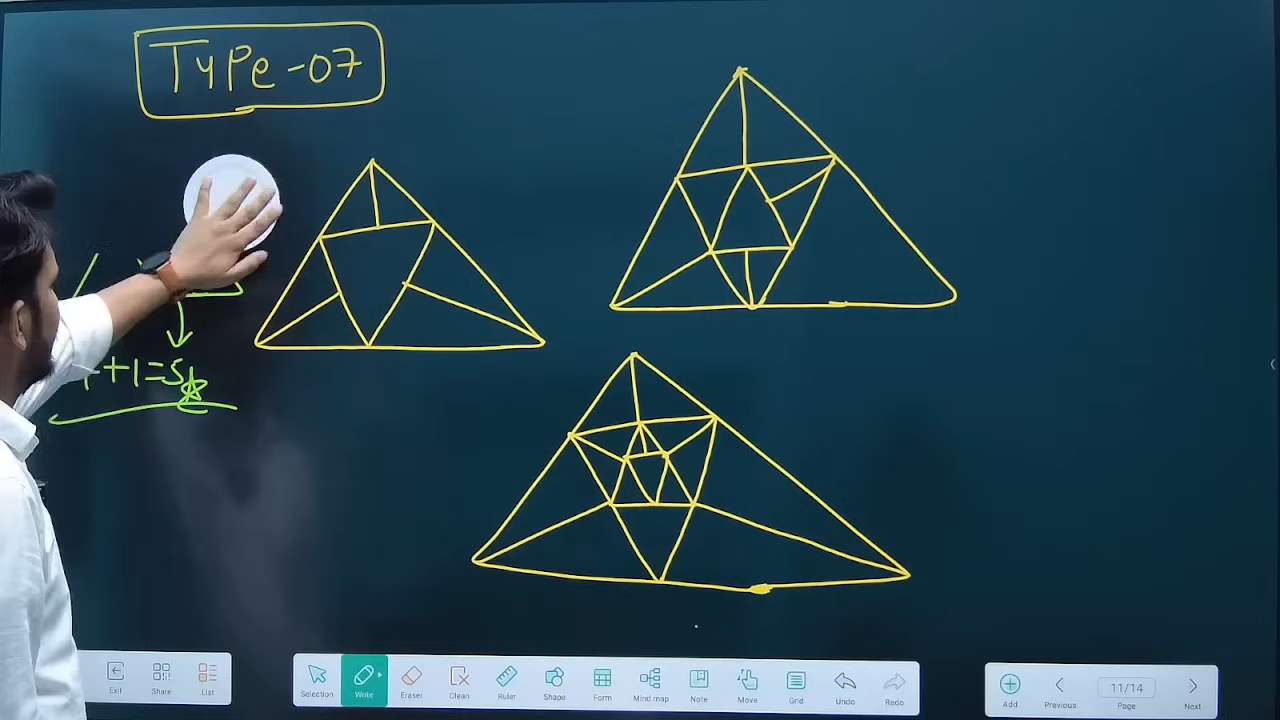 Type-07
+1=5
Exit
Share
List
Selection
Write
Eraser
Clean
Ruler
Shape
Form
Mind map
Note
Move
Grid
Undo
Redo
Add
Previous
11/14
Page
Next